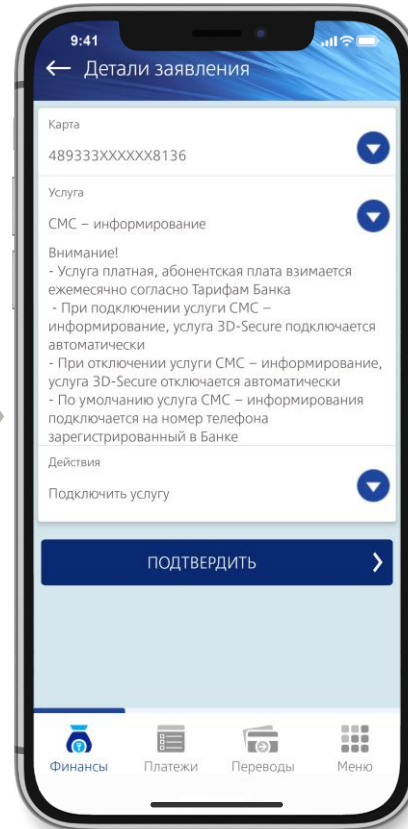 9:41
← Детали заявления
Карта
489333XXXXXX8136
Услуга
СМС – информирование
Внимание!
- Услуга платная, абонентская плата взимается
ежемесячно согласно Тарифам Банка
- При подключении услуги СМС –
информирование, услуга 3D-Secure подключается
автоматически
- При отключении услуги СМС – информирование,
услуга 3D-Secure отключается автоматически
- По умолчанию услуга СМС – информирования
подключается на номер телефона
зарегистрированный в Банке
Действия
Подключить услугу
ПОДТВЕРДИТЬ
Финансы Платежи Переводы Меню